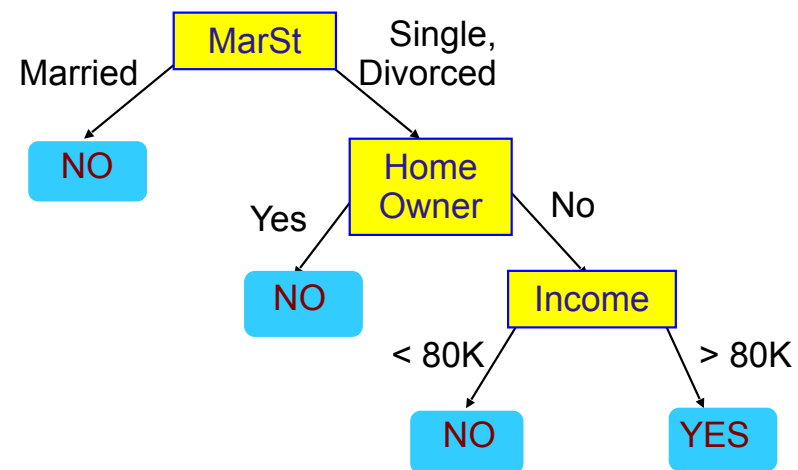 MarSt
Single,
Divorced
Married
NO
Home
Owner
Yes
No
NO
Income
< 80K
> 80K
NO
YES